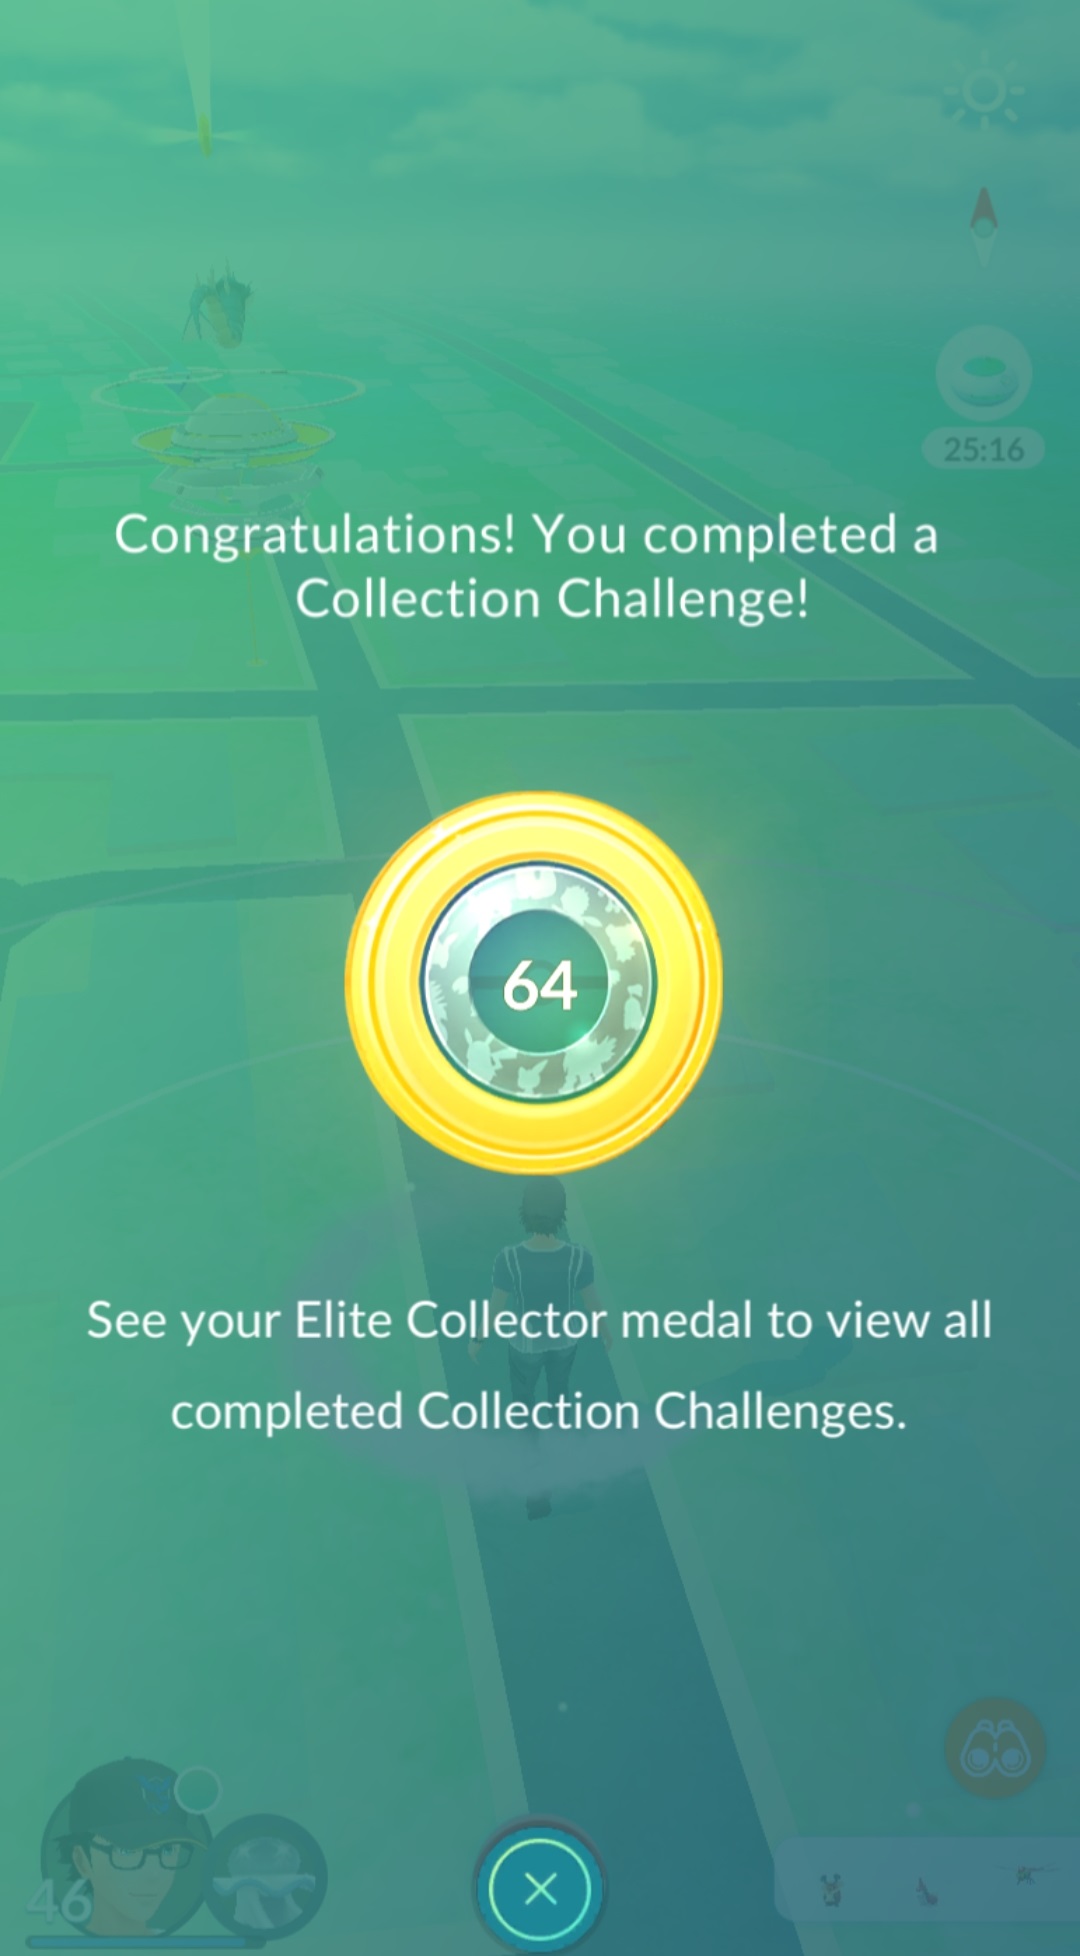 25:16
Congratulations! You completed a
Collection Challenge!
64
See your Elite Collector medal to view all
completed Collection Challenges.
46